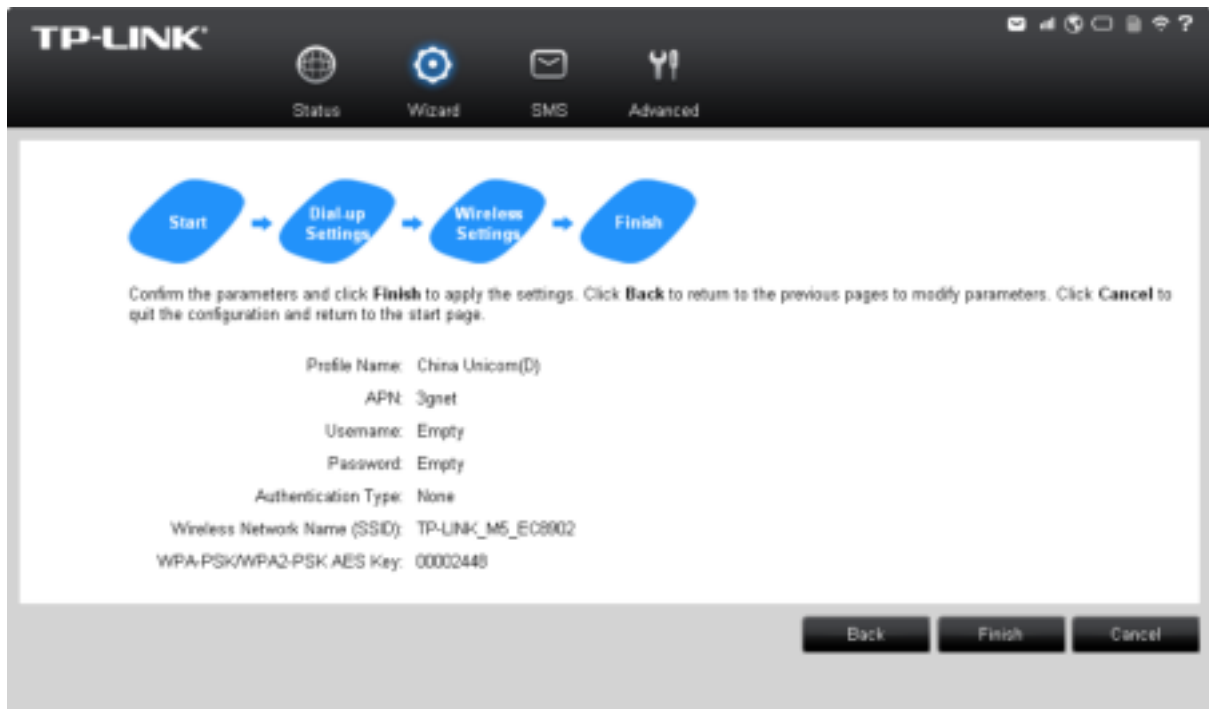 TP-LINK
Status Wizard SMS Advanced
Start
Dial-up
Settings
Wireless
Settings
Finish
Confirm the parameters and click Finish to apply the settings. Click Back to return to the previous pages to modify parameters. Click Cancel to
quit the configuration and return to the start page.
Profile Name: China Unicom(D)
APN: 3gnet
Username: Empty
Password: Empty
Authentication Type: None
Wireless Network Name (SSID): TP-LINK_M5_EC8902
WPA-PSK/WPA2-PSK AES Key: 00002448
Back Finish Cancel